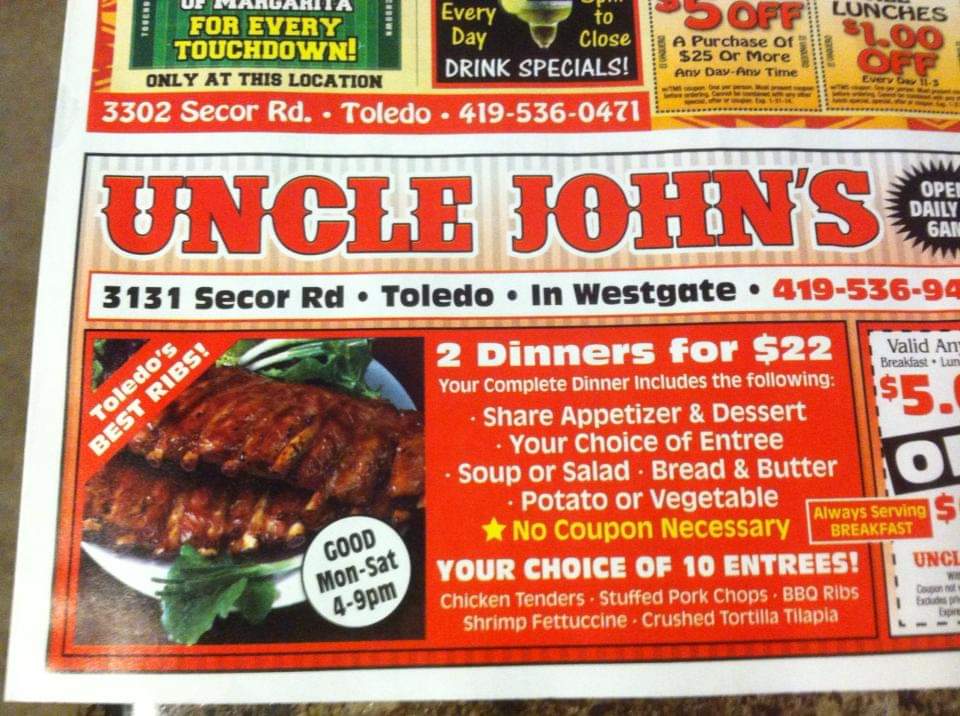 OF MARGARITA
FOR EVERY
TOUCHDOWN!
ONLY AT THIS LOCATION
Every
Day
to
Close
DRINK SPECIALS!
$5 OFF
A Purchase Of
$25 Or More
Any Day-Any Time
LUNCHES
$1.00
OFF
Every Day 11-3
3302 Secor Rd. • Toledo • 419-536-0471
UNCLE JOHN'S
DAILY
3131 Secor Rd • Toledo • In Westgate • 419-536-94
Toledo's
BEST RIBS!
GOOD
Mon-Sat
4-9pm
2 Dinners for $22
Your Complete Dinner Includes the following:
· Share Appetizer & Dessert
· Your Choice of Entree
· Soup or Salad · Bread & Butter
· Potato or Vegetable
★ No Coupon Necessary
Always Serving
BREAKFAST
YOUR CHOICE OF 10 ENTREES!
Chicken Tenders · Stuffed Pork Chops · BBQ Ribs
Shrimp Fettuccine · Crushed Tortilla Tilapia
Valid
Breakfast •
$5.
$